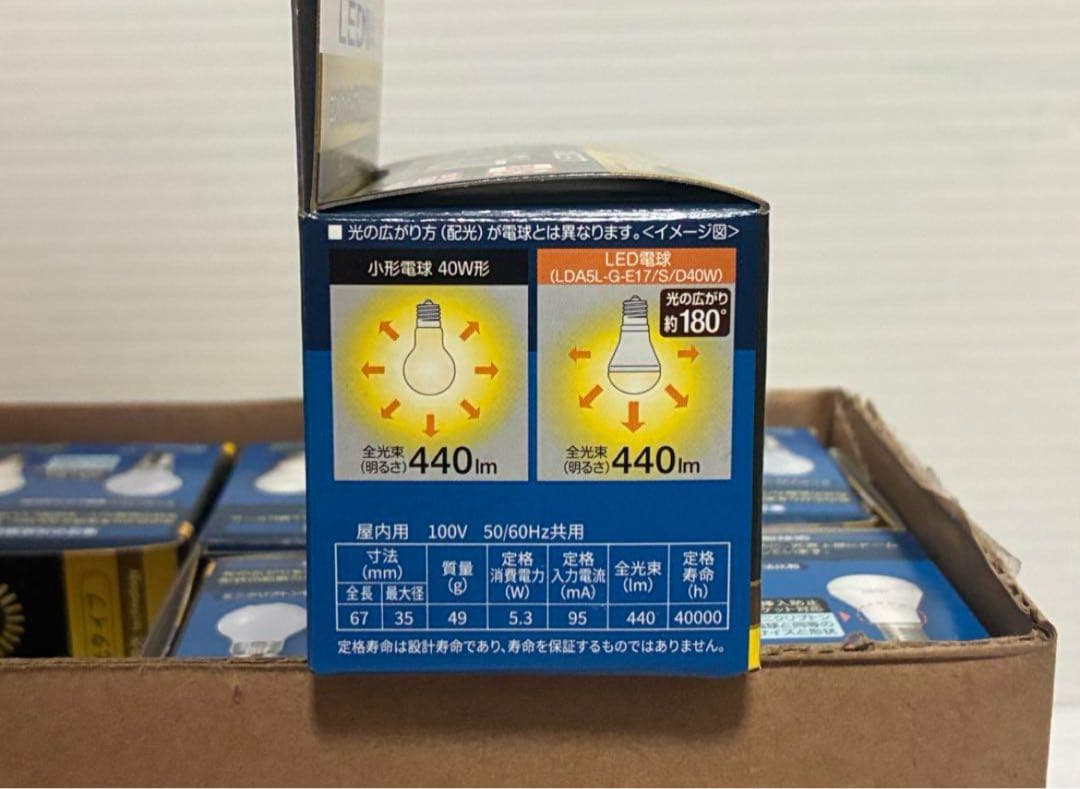 LED
■ 光の広がり方（配光）が電球とは異なります。＜イメージ図＞
小形電球 40W形
LED電球
（LDA5L-G-E17/S/D40W）
光の広がり
約180°
全光束
（明るさ）440lm
全光束
（明るさ）440lm
屋内用 100V 50/60Hz共用
寸法
（mm）
全長 最大径
質量
（g）
定格
消費電力
（W）
定格
入力電流
（mA）
全光束
（lm）
定格
寿命
（h）
67 35 49 5.3 95 440 40000
定格寿命は設計寿命であり、寿命を保証するものではありません。